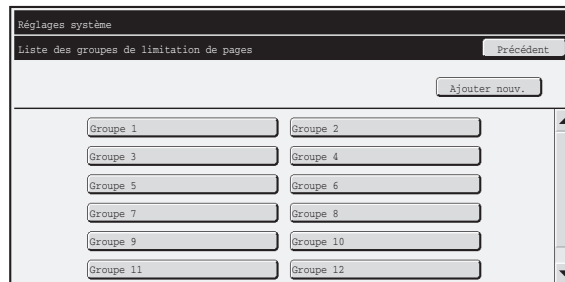 Réglages système
Liste des groupes de limitation de pages Précédent
Ajouter nouv.
Groupe 1 Groupe 2
Groupe 3 Groupe 4
Groupe 5 Groupe 6
Groupe 7 Groupe 8
Groupe 9 Groupe 10
Groupe 11 Groupe 12